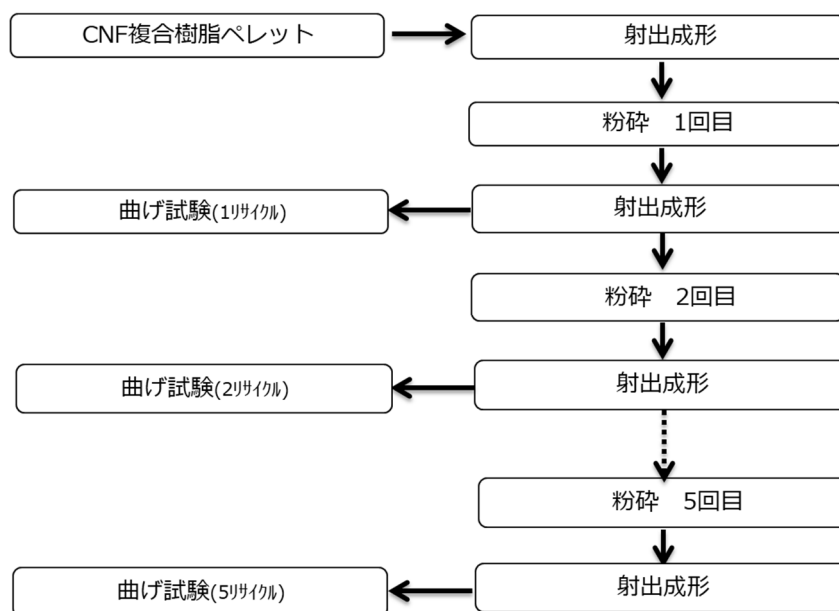 CNF複合樹脂ペレット
射出成形
粉砕　1回目
曲げ試験(1ﾘｻｲｸﾙ)
射出成形
粉砕　2回目
曲げ試験(2ﾘｻｲｸﾙ)
射出成形
粉砕　5回目
曲げ試験(5ﾘｻｲｸﾙ)
射出成形